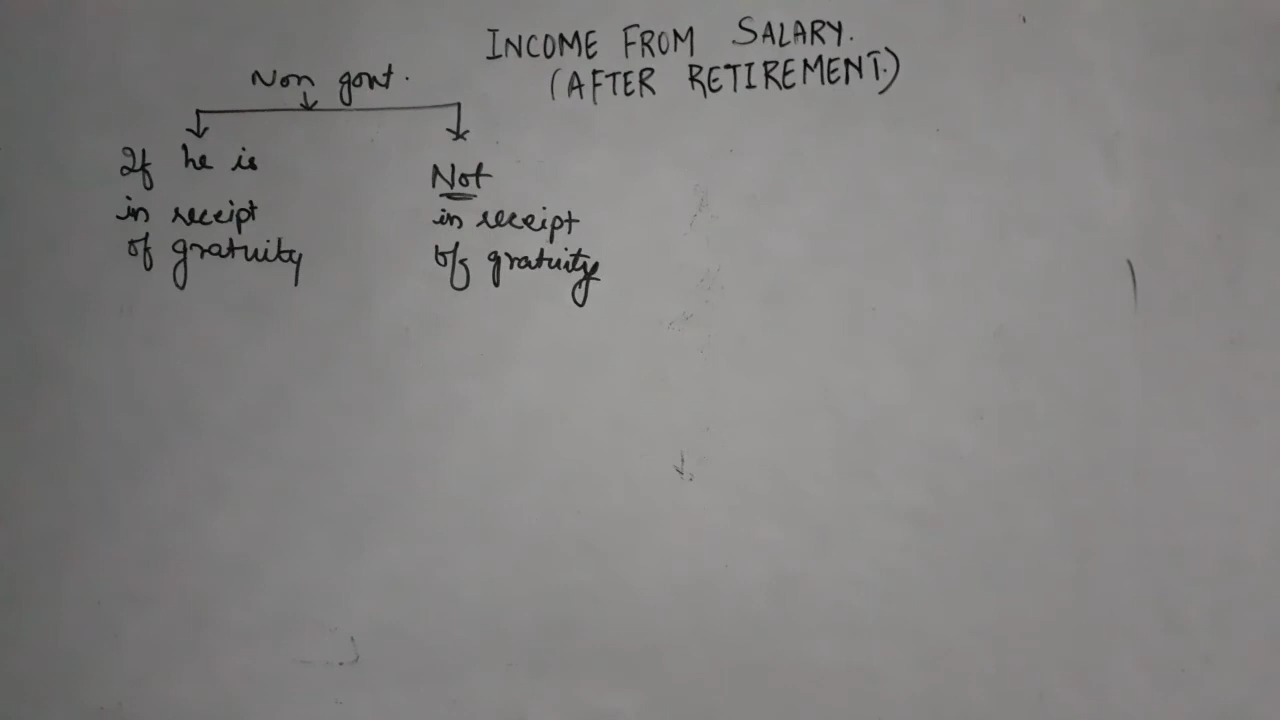 INCOME FROM SALARY.
(AFTER RETIREMENT.)
Non govt.
If he is
in receipt
of gratuity
Not
in receipt
of gratuity